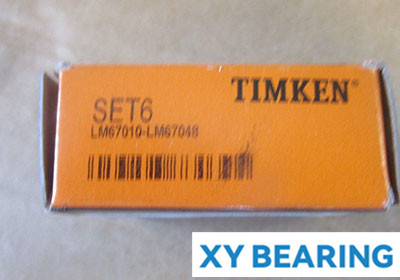 TIMKEN®
SET6
LM67010-LM67048
XY BEARING